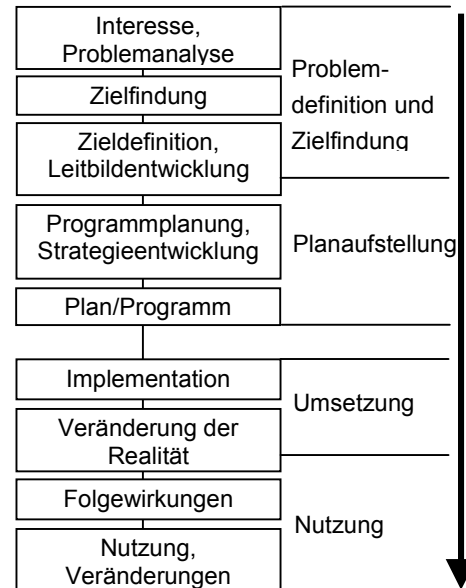 Interesse,
Problemanalyse
Zielfindung
Zieldefinition,
Leitbildentwicklung
Problem-
definition und
Zielfindung
Programmplanung,
Strategieentwicklung
Plan/Programm
Planaufstellung
Implementation
Veränderung der
Realität
Umsetzung
Folgewirkungen
Nutzung,
Veränderungen
Nutzung